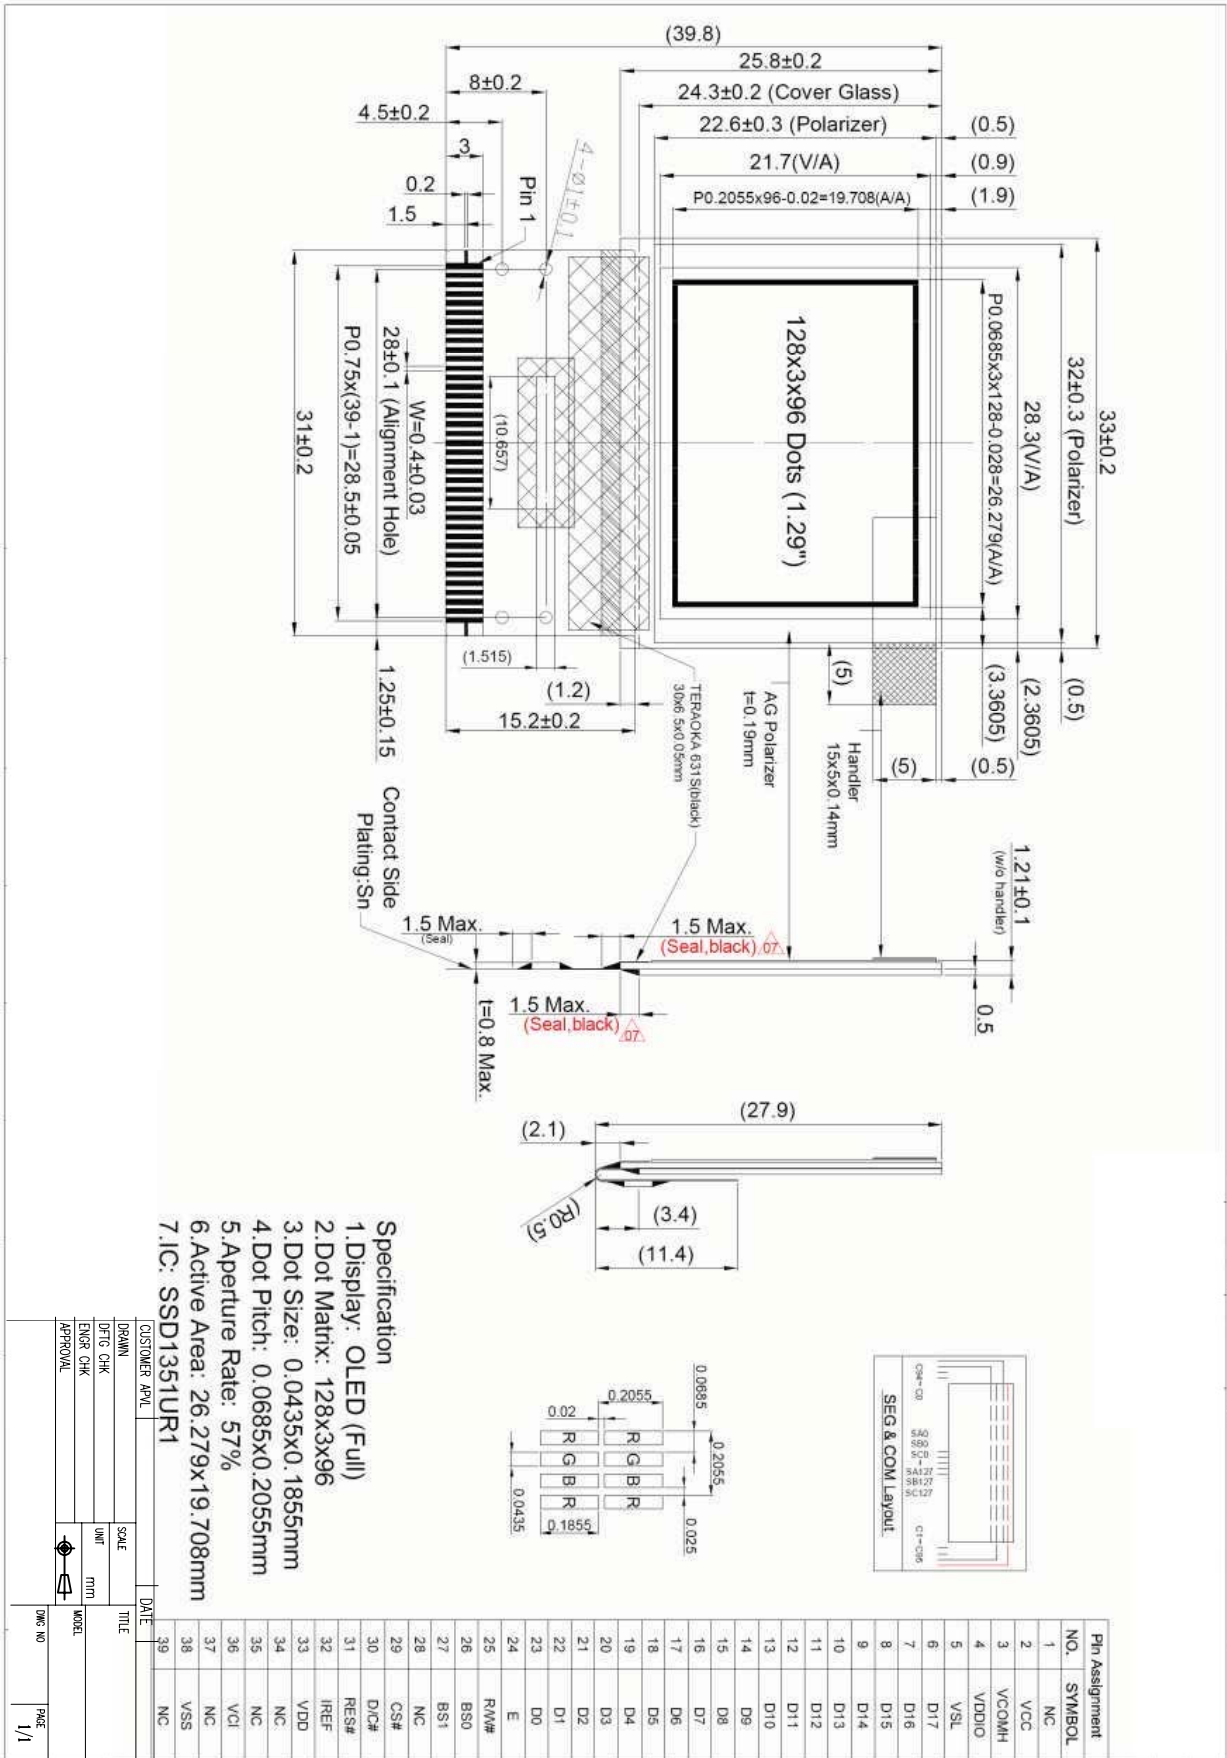 (39.8)
25.8±0.2
8±0.2
24.3±0.2 (Cover Glass)
4.5±0.2
22.6±0.3 (Polarizer)
(0.5)
3
21.7(V/A)
(0.9)
0.2
P0.2055x96-0.02=19.708(A/A)
(1.9)
1.5
Pin 1
4-Ø1±0.1
128x3x96 Dots (1.29")
P0.0685x3x128-0.028=26.279(A/A)
28.3(V/A)
32±0.3 (Polarizer)
33±0.2
31±0.2
P0.75x(39-1)=28.5±0.05
28±0.1 (Alignment Hole)
W=0.4±0.03
(10.657)
(1.515)
(1.2)
15.2±0.2
1.25±0.15
(5)
(3.3605)
(2.3605)
(0.5)
(5)
(0.5)
TERAOKA 631S(black)
30x6.5x0.05mm
AG Polarizer
t=0.19mm
Handler
15x5x0.14mm
Contact Side
Plating:Sn
1.5 Max.
(Seal)
1.5 Max.
(Seal,black)
07
1.5 Max.
(Seal,black)
07
t=0.8 Max.
1.21±0.1
(w/o handler)
0.5
(27.9)
(2.1)
(R0.5)
(3.4)
(11.4)
Specification
1.Display: OLED (Full)
2.Dot Matrix: 128x3x96
3.Dot Size: 0.0435x0.1855mm
4.Dot Pitch: 0.0685x0.2055mm
5.Aperture Rate: 57%
6.Active Area: 26.279x19.708mm
7.IC: SSD1351UR1
0.0685
0.2055
0.02
0.2055
R R
G G
B B
R R
0.0435
0.1855
0.025
SA0
SB0
SC0
SA127
SB127
SC127
SEG & COM Layout
Pin Assignment
NO. SYMBOL
1 NC
2 VCC
3 VCOMH
4 VDDIO
5 VSL
6 D17
7 D16
8 D15
9 D14
10 D13
11 D12
12 D11
13 D10
14 D9
15 D8
16 D7
17 D6
18 D5
19 D4
20 D3
21 D2
22 D1
23 D0
24 E
25 R/W#
26 BS0
27 BS1
28 NC
29 CS#
30 D/C#
31 RES#
32 IREF
33 VDD
34 NC
35 NC
36 VCI
37 NC
38 VSS
39 NC
CUSTOMER APVL
DATE
DRAWN
SCALE
TITLE
DFTG CHK
UNIT mm
ENGR CHK
MODEL
APPROVAL
DWG NO
PAGE 1/1